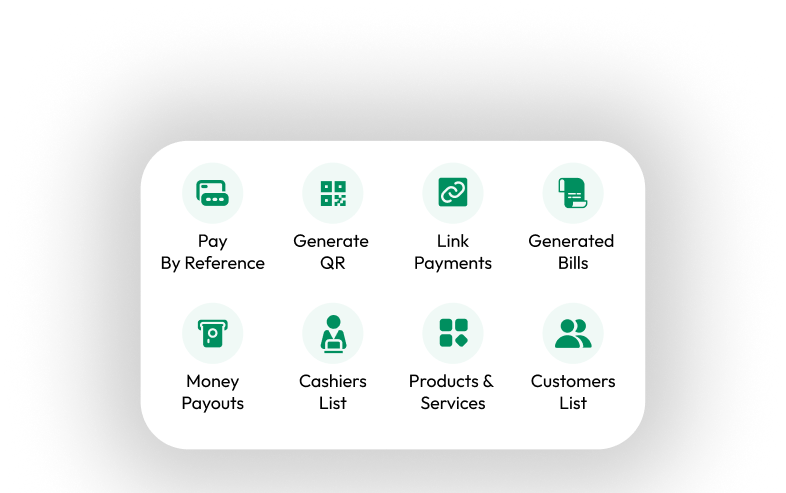 Pay
By Reference
Generate
QR
Link
Payments
Generated
Bills
Money
Payouts
Cashiers
List
Products &
Services
Customers
List